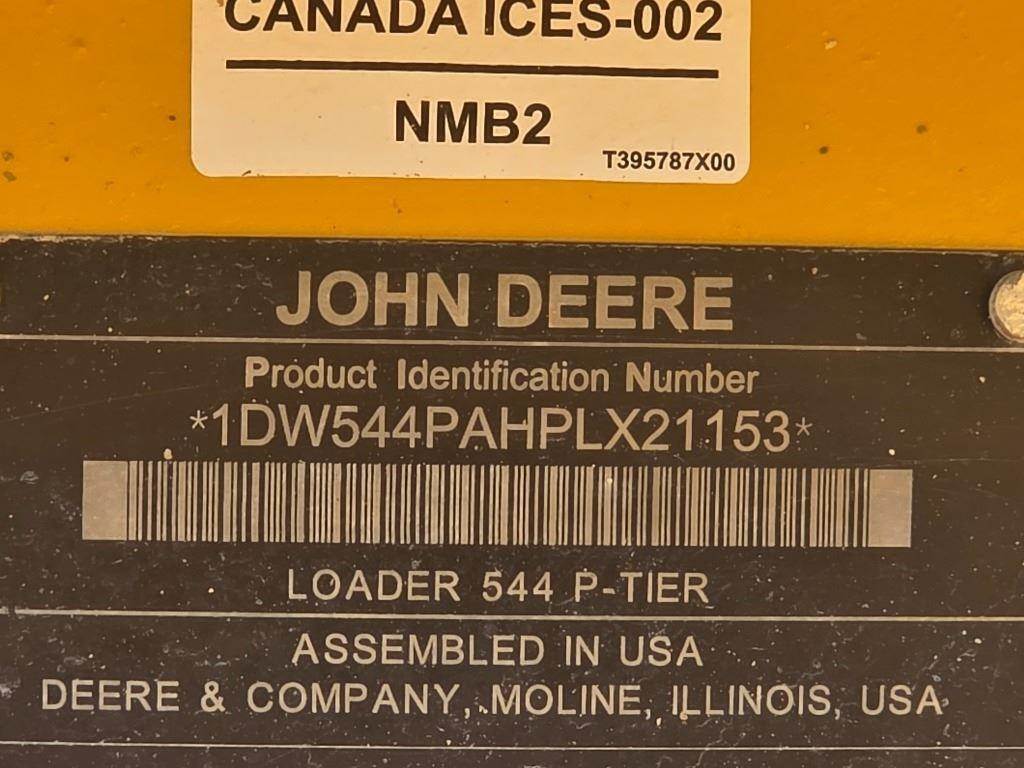 CANADA ICES-002
NMB2
T395787X00
JOHN DEERE
Product Identification Number
*1DW544PAHPLX21153*
LOADER 544 P-TIER
ASSEMBLED IN USA
DEERE & COMPANY, MOLINE, ILLINOIS, USA